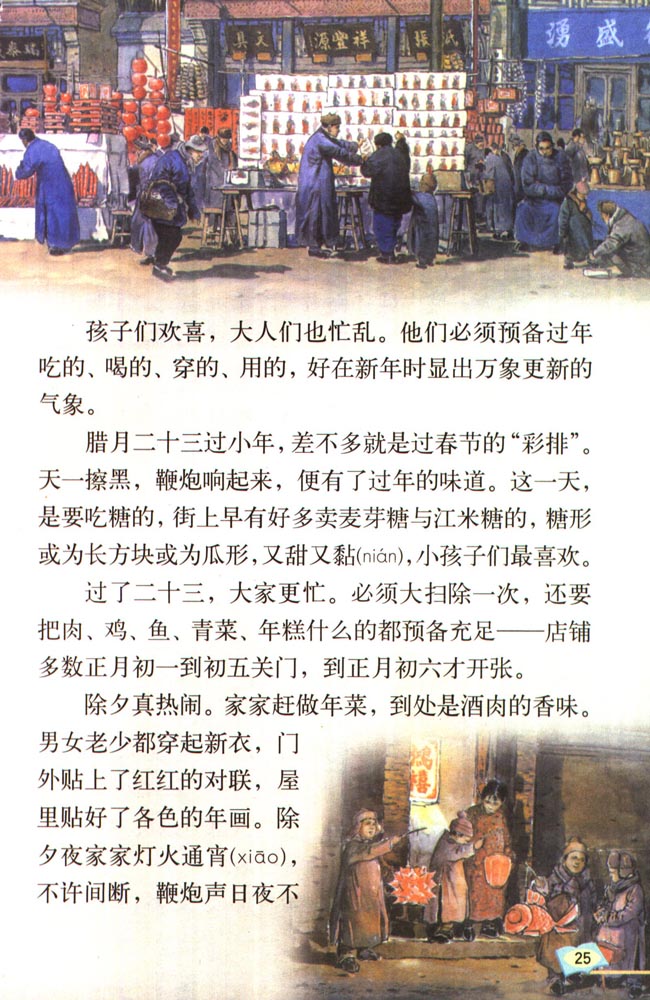 文具
源豐祥
張
湧盛
孩子们欢喜，大人们也忙乱。他们必须预备过年
吃的、喝的、穿的、用的，好在新年时显出万象更新的
气象。
腊月二十三过小年，差不多就是过春节的“彩排”。
天一擦黑，鞭炮响起来，便有了过年的味道。这一天，
是要吃糖的，街上早有好多卖麦芽糖与江米糖的，糖形
或为长方块或为瓜形，又甜又黏(nián)，小孩子们最喜欢。
过了二十三，大家更忙。必须大扫除一次，还要
把肉、鸡、鱼、青菜、年糕什么的都预备充足——店铺
多数正月初一到初五关门，到正月初六才开张。
除夕真热闹。家家赶做年菜，到处是酒肉的香味。
男女老少都穿起新衣，门
外贴上了红红的对联，屋
里贴好了各色的年画。除
夕夜家家灯火通宵(xiāo)，
不许间断，鞭炮声日夜不
禧
25